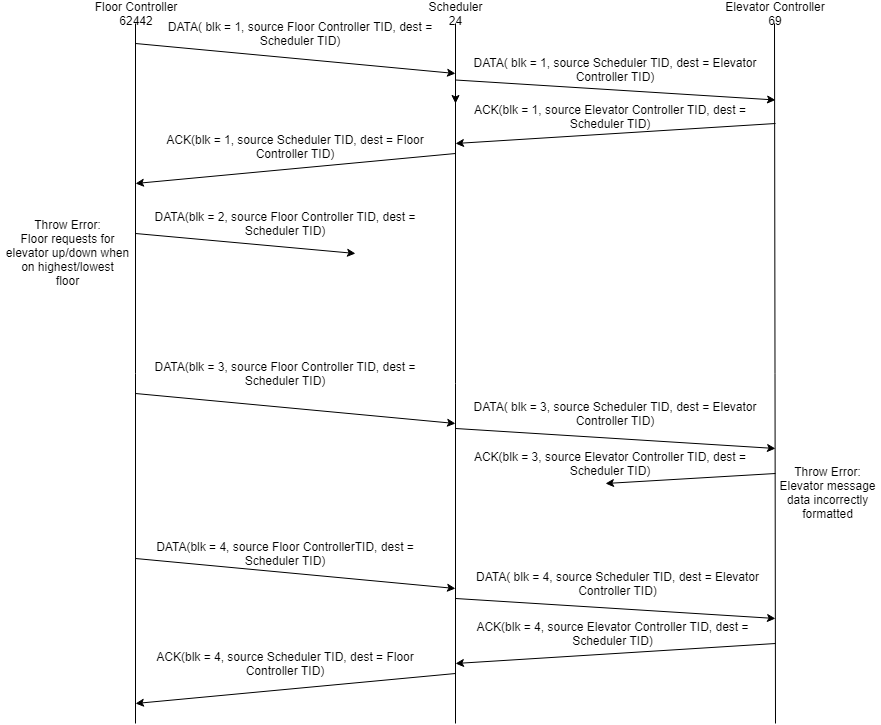 Floor Controller
62442
Scheduler
24
Elevator Controller
69
DATA( blk = 1, source Floor Controller TID, dest =
Scheduler TID)
DATA( blk = 1, source Scheduler TID, dest = Elevator
Controller TID)
ACK(blk = 1, source Elevator Controller TID, dest =
Scheduler TID)
ACK(blk = 1, source Scheduler TID, dest = Floor
Controller TID)
DATA(blk = 2, source Floor Controller TID, dest =
Scheduler TID)
Throw Error:
Floor requests for
elevator up/down when
on highest/lowest
floor
DATA(blk = 3, source Floor Controller TID, dest =
Scheduler TID)
DATA( blk = 3, source Scheduler TID, dest = Elevator
Controller TID)
ACK(blk = 3, source Elevator Controller TID, dest =
Scheduler TID)
Throw Error:
Elevator message
data incorrectly
formatted
DATA(blk = 4, source Floor ControllerTID, dest =
Scheduler TID)
DATA( blk = 4, source Scheduler TID, dest = Elevator
Controller TID)
ACK(blk = 4, source Elevator Controller TID, dest =
Scheduler TID)
ACK(blk = 4, source Scheduler TID, dest = Floor
Controller TID)